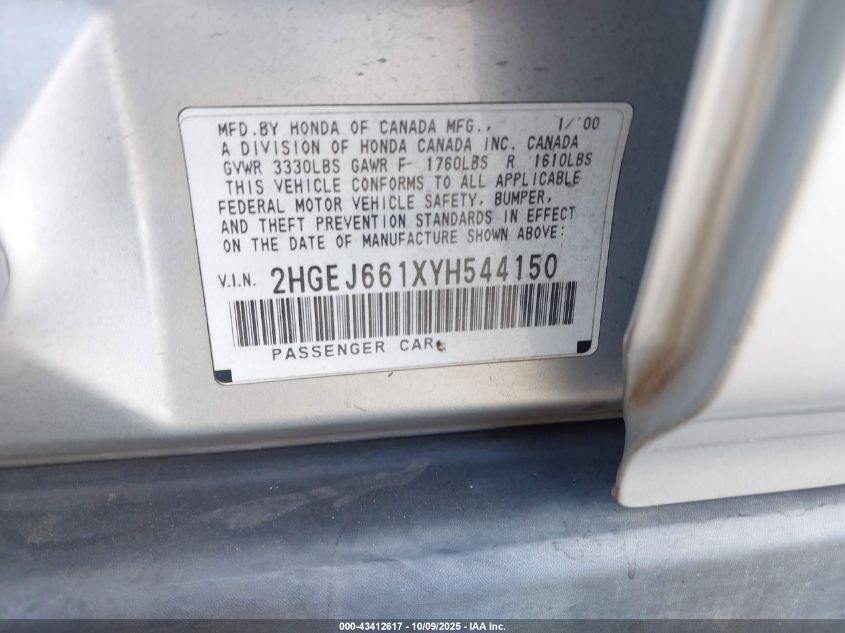 MFD.BY HONDA OF CANADA MFG., 1/'00
A DIVISION OF HONDA CANADA INC. CANADA
GVWR 3330LBS GAWR F- 1760LBS R 1610LBS
THIS VEHICLE CONFORMS TO ALL APPLICABLE
FEDERAL MOTOR VEHICLE SAFETY, BUMPER,
AND THEFT PREVENTION STANDARDS IN EFFECT
ON THE DATE OF MANUFACTURE SHOWN ABOVE:
V.I.N. 2HGEJ661XYH544150
PASSENGER CAR
000-43412617 - 10/09/2025 - IAA Inc.